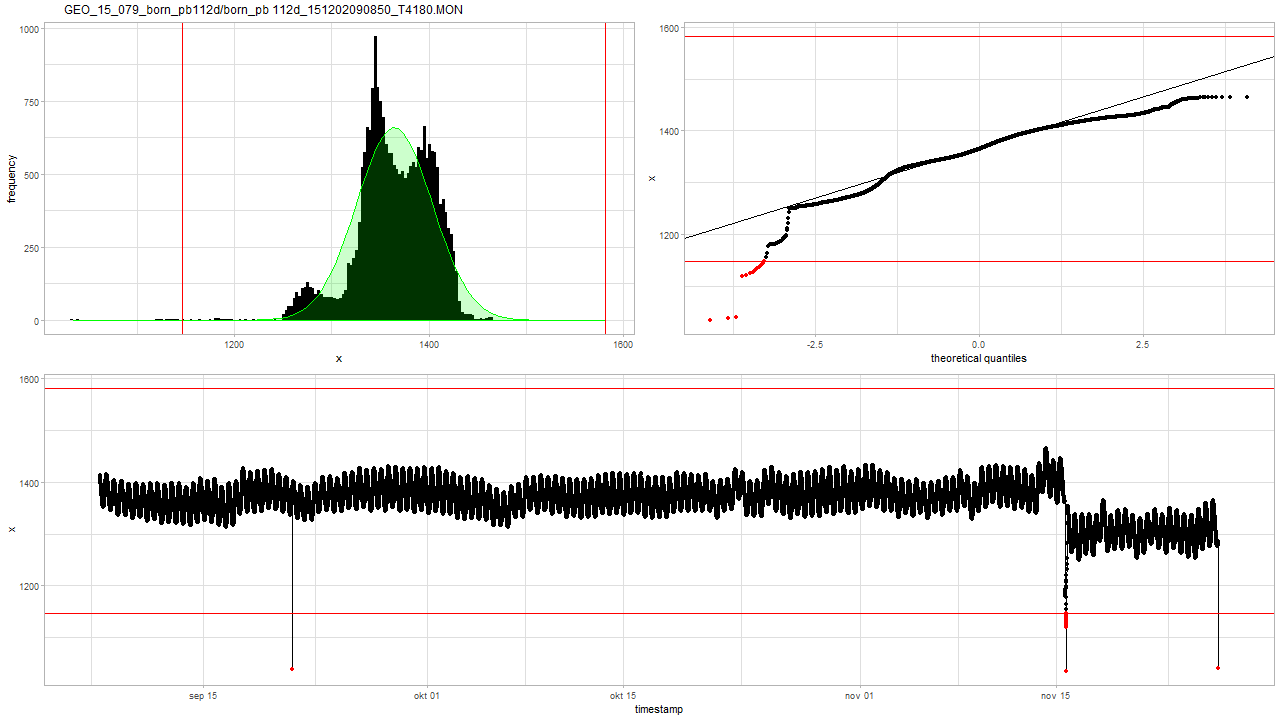 GEO_15_079_born_pb112d/born_pb 112d_151202090850_T4180.MON
1000
750
500
250
0
frequency
1200
1400
1600
x
1600
1400
1200
x
-2.5
0.0
2.5
theoretical quantiles
1600
1400
1200
x
sep 15
okt 01
okt 15
nov 01
nov 15
timestamp